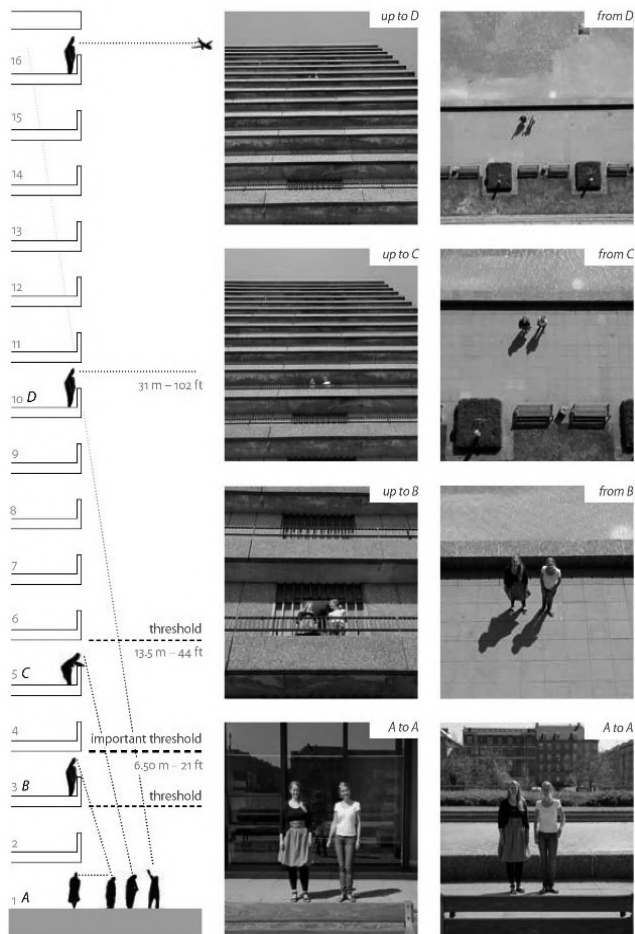 up to D
from D
16
15
14
13
12
11
31 m – 102 ft
10 D
9
8
7
6
threshold
13.5 m – 44 ft
5 C
4
important threshold
6.50 m – 21 ft
3 B
threshold
2
1 A
up to C
from C
up to B
from B
A to A
A to A